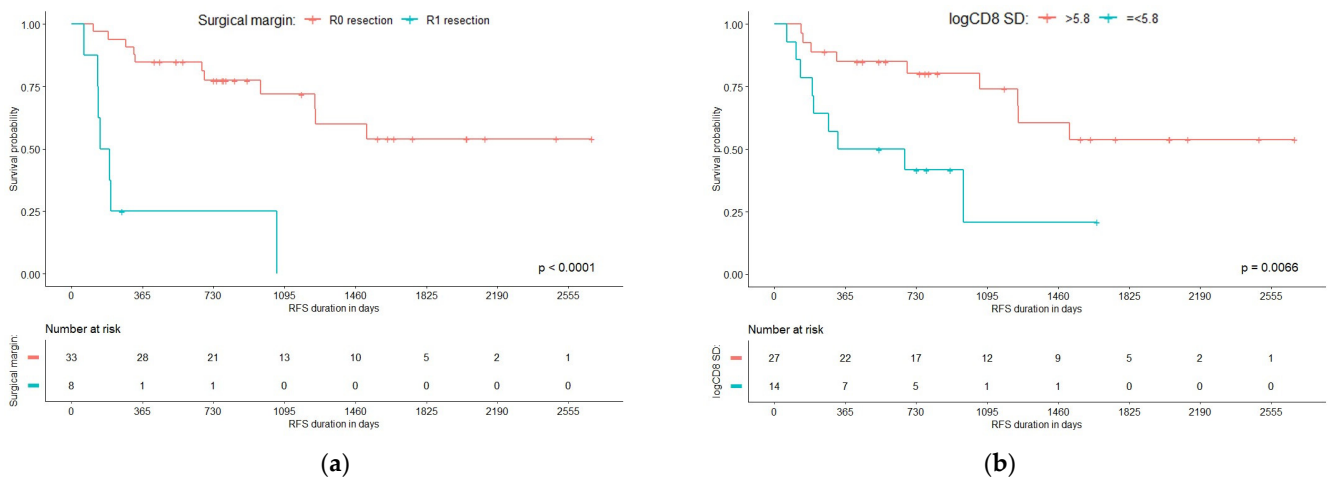 Surgical margin: R0 resection R1 resection
1.00
0.75
0.50
0.25
0.00
Survival probability
p < 0.0001
0 365 730 1095 1460 1825 2190 2555
RFS duration in days
Number at risk
Surgical margin:
33 28 21 13 10 5 2 1
8 1 1 0 0 0 0 0
0 365 730 1095 1460 1825 2190 2555
RFS duration in days
(a)
logCD8 SD: >5.8 =<5.8
1.00
0.75
0.50
0.25
0.00
Survival probability
p = 0.0066
0 365 730 1095 1460 1825 2190 2555
RFS duration in days
Number at risk
logCD8 SD:
27 22 17 12 9 5 2 1
14 7 5 1 1 0 0 0
0 365 730 1095 1460 1825 2190 2555
RFS duration in days
(b)